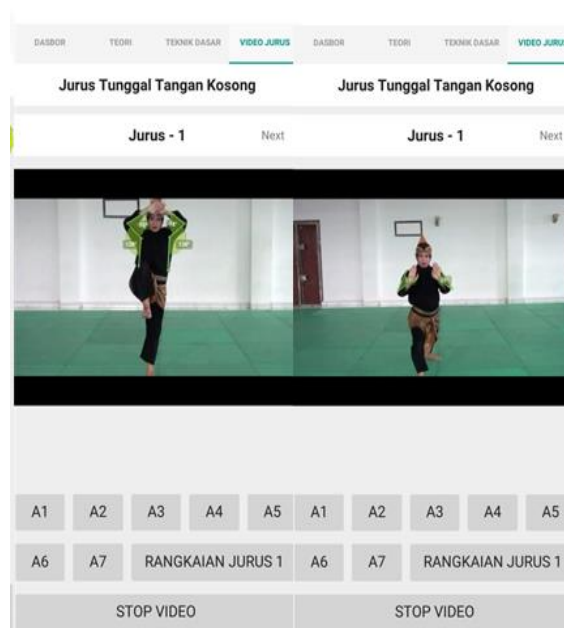 DASBOR TEORI TEKNIK DASAR VIDEO JURUS
Jurus Tunggal Tangan Kosong
Jurus - 1 Next
A1 A2 A3 A4 A5
A6 A7 RANGKAIAN JURUS 1
STOP VIDEO
DASBOR TEORI TEKNIK DASAR VIDEO JURUS
Jurus Tunggal Tangan Kosong
Jurus - 1 Next
A1 A2 A3 A4 A5
A6 A7 RANGKAIAN JURUS 1
STOP VIDEO